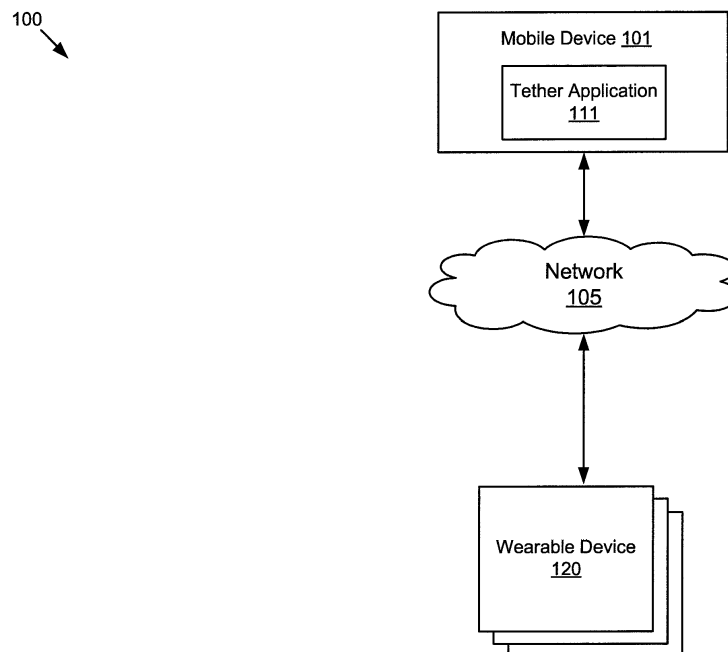 100
Mobile Device 101
Tether Application
111
Network
105
Wearable Device
120